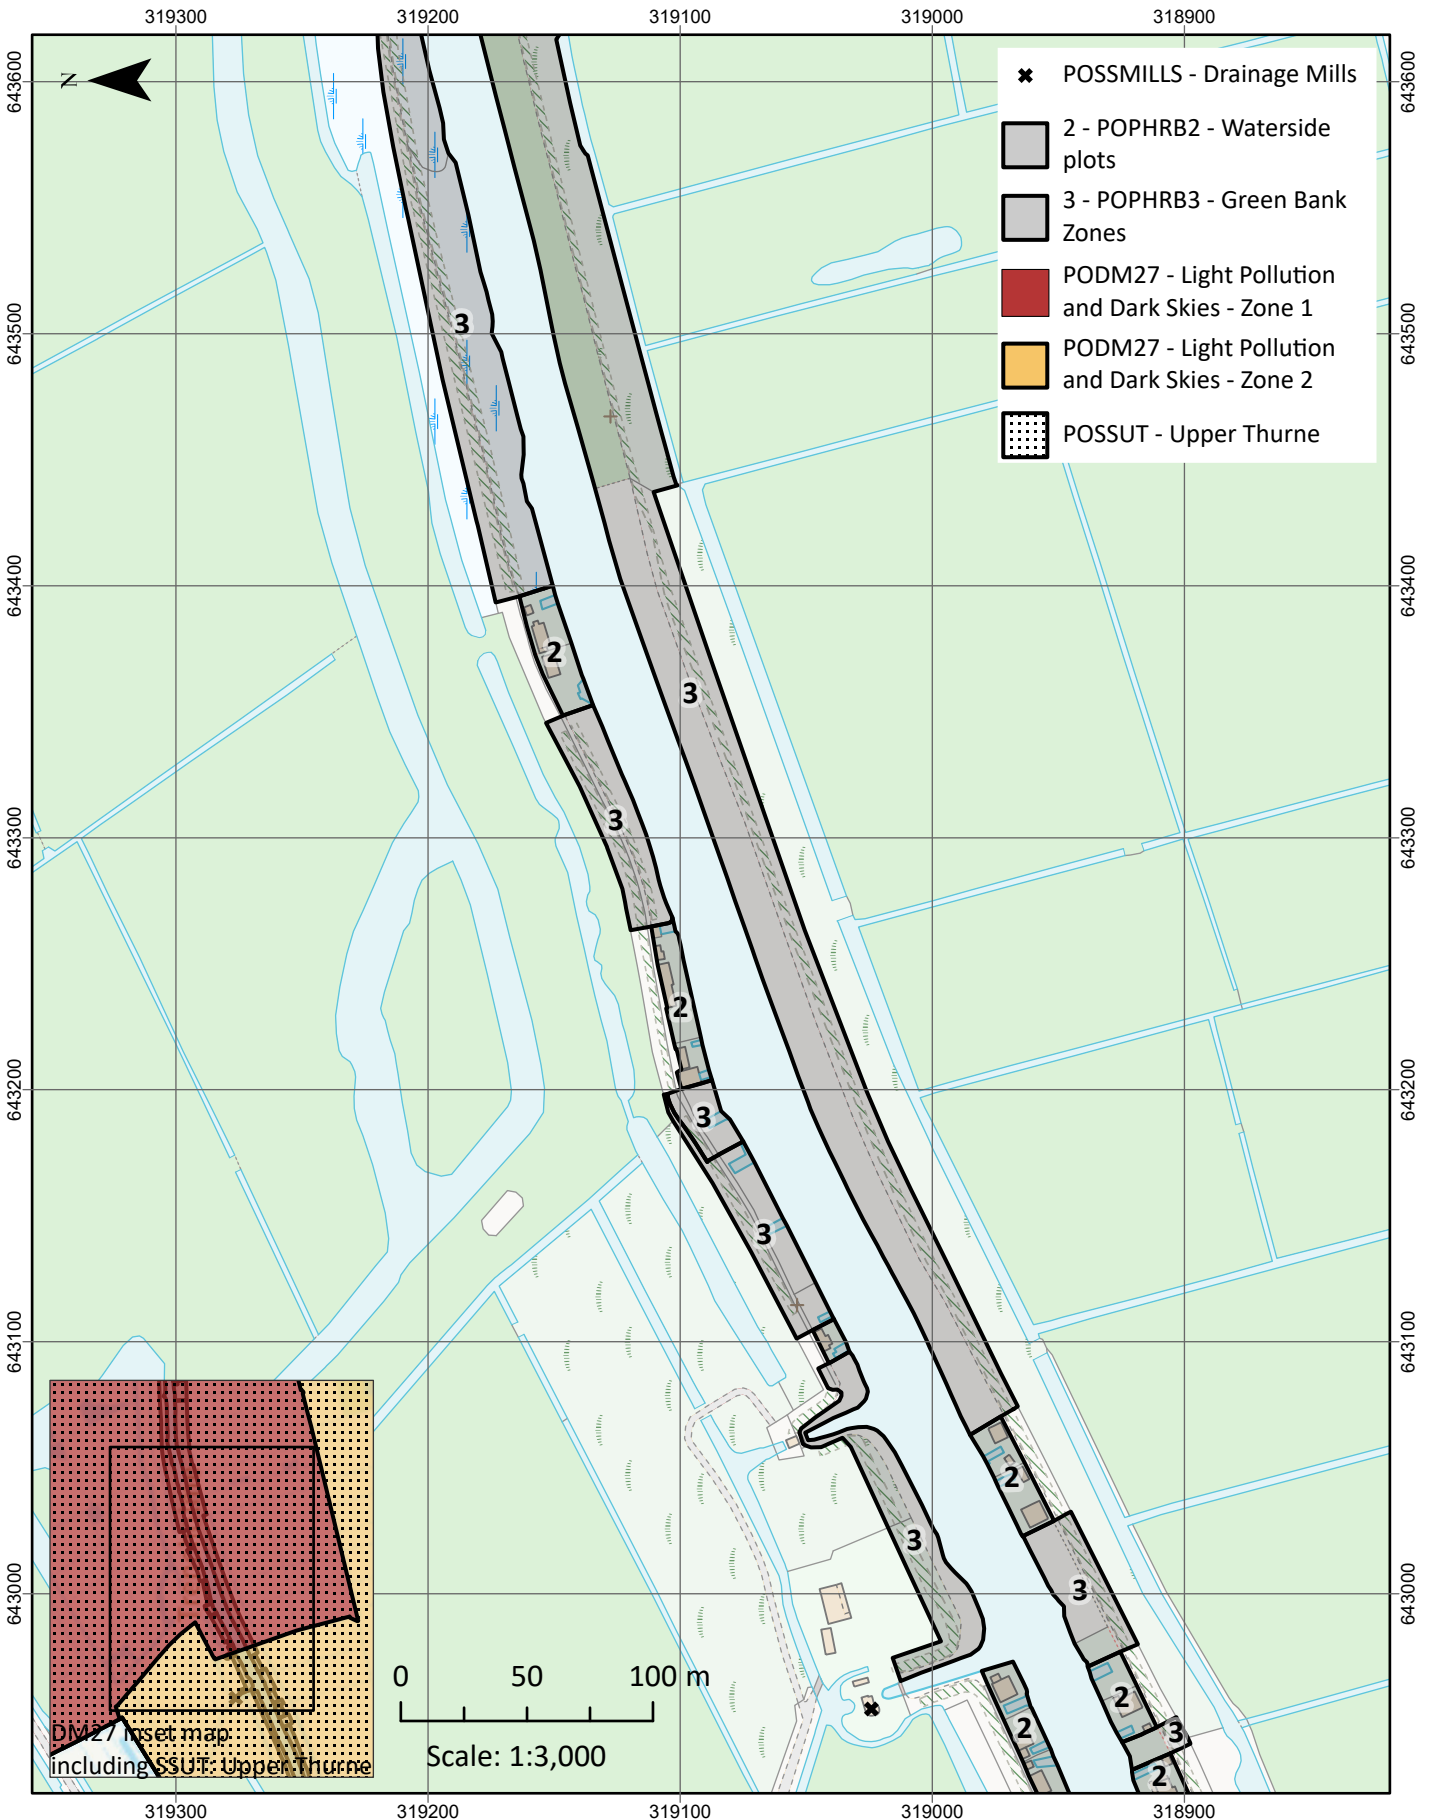 319300 319200 319100 319000 318900
643600
643500
643400
643300
643200
643100
643000
643600
643500
643400
643300
643200
643100
643000
N
POSSMILLS - Drainage Mills
2 - POPHRB2 - Waterside
plots
3 - POPHRB3 - Green Bank
Zones
PODM27 - Light Pollution
and Dark Skies - Zone 1
PODM27 - Light Pollution
and Dark Skies - Zone 2
POSSUT - Upper Thurne
3
2
3
3
2
3
3
2
3
3
2
2
3
2
0 50 100 m
Scale: 1:3,000
DM27 inset map
including SSUT: Upper Thurne
319300 319200 319100 319000 318900